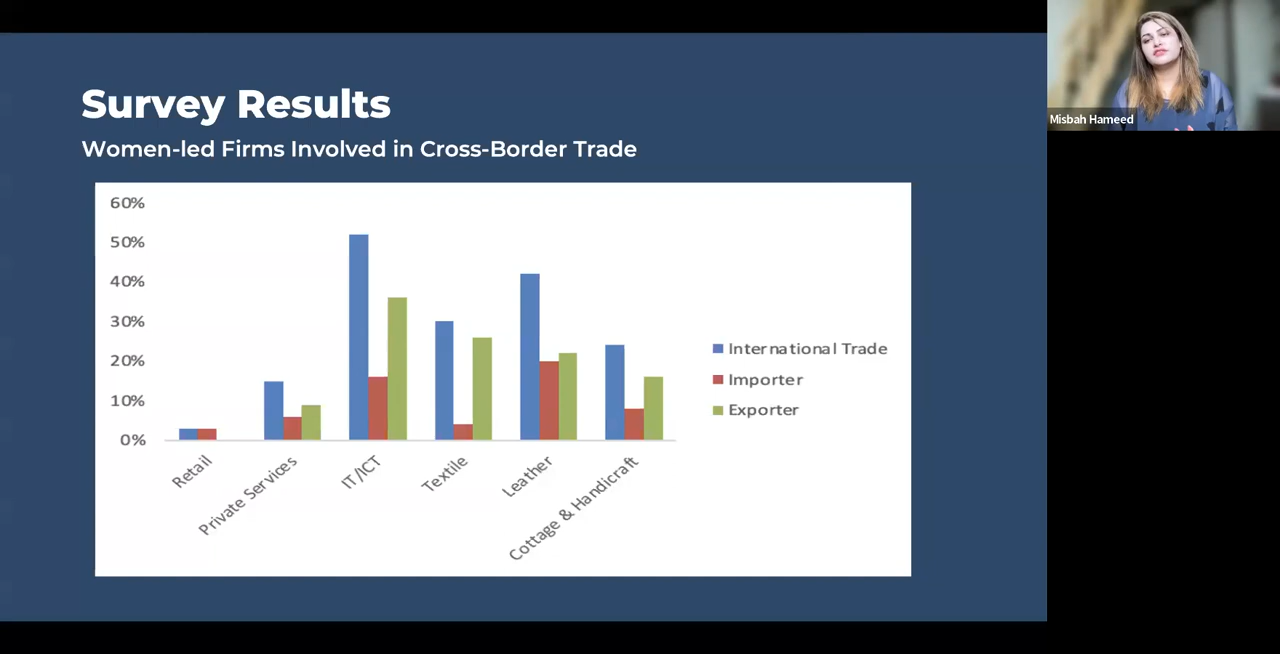 Survey Results
Women-led Firms Involved in Cross-Border Trade
60%
50%
40%
30%
20%
10%
0%
Retail
Private Services
IT/ICT
Textile
Leather
Cottage & Handicraft
International Trade
Importer
Exporter
Misbah Hameed